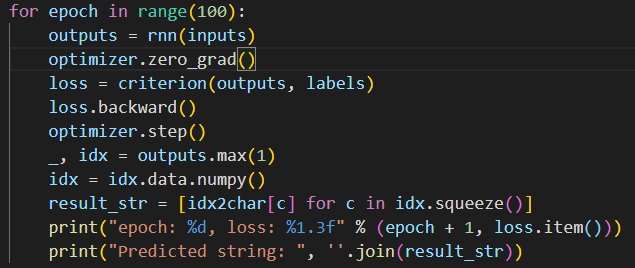 for epoch in range(100):
    outputs = rnn(inputs)
    optimizer.zero_grad()
    loss = criterion(outputs, labels)
    loss.backward()
    optimizer.step()
    _, idx = outputs.max(1)
    idx = idx.data.numpy()
    result_str = [idx2char[c] for c in idx.squeeze()]
    print("epoch: %d, loss: %1.3f" % (epoch + 1, loss.item()))
    print("Predicted string: ", ''.join(result_str))